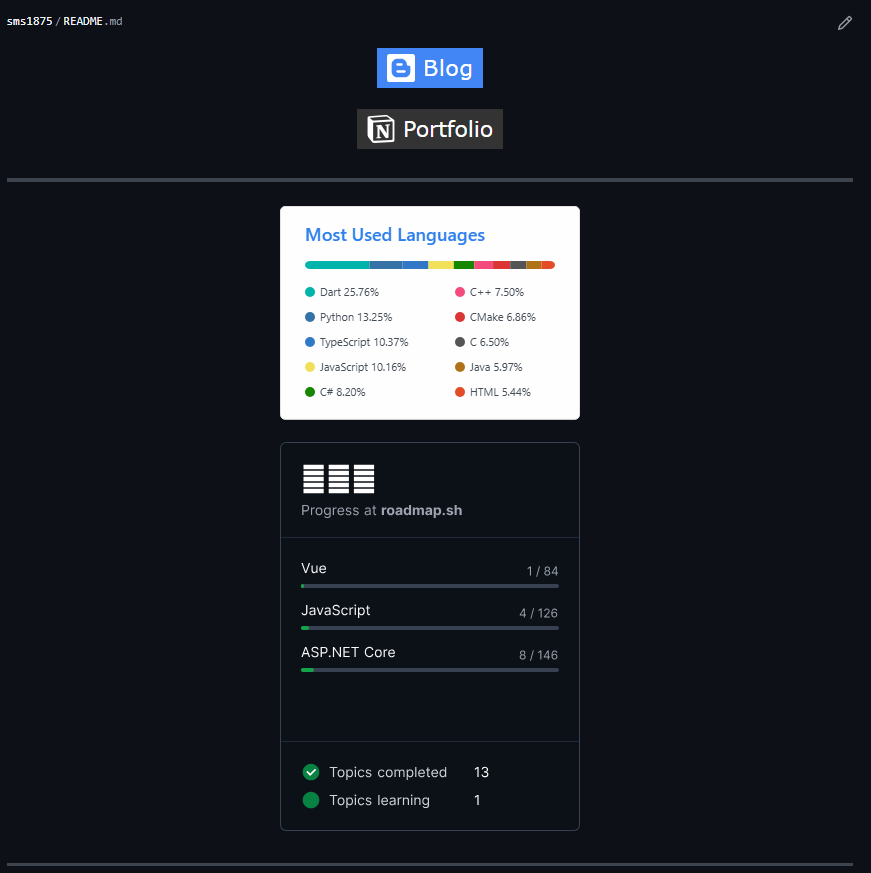 sms1875/README.md
Blog
N Portfolio
Most Used Languages
Dart 25.76%
Python 13.25%
TypeScript 10.37%
JavaScript 10.16%
C# 8.20%
C++ 7.50%
CMake 6.86%
C 6.50%
Java 5.97%
HTML 5.44%
Progress at roadmap.sh
Vue 1 / 84
JavaScript 4 / 126
ASP.NET Core 8 / 146
Topics completed 13
Topics learning 1